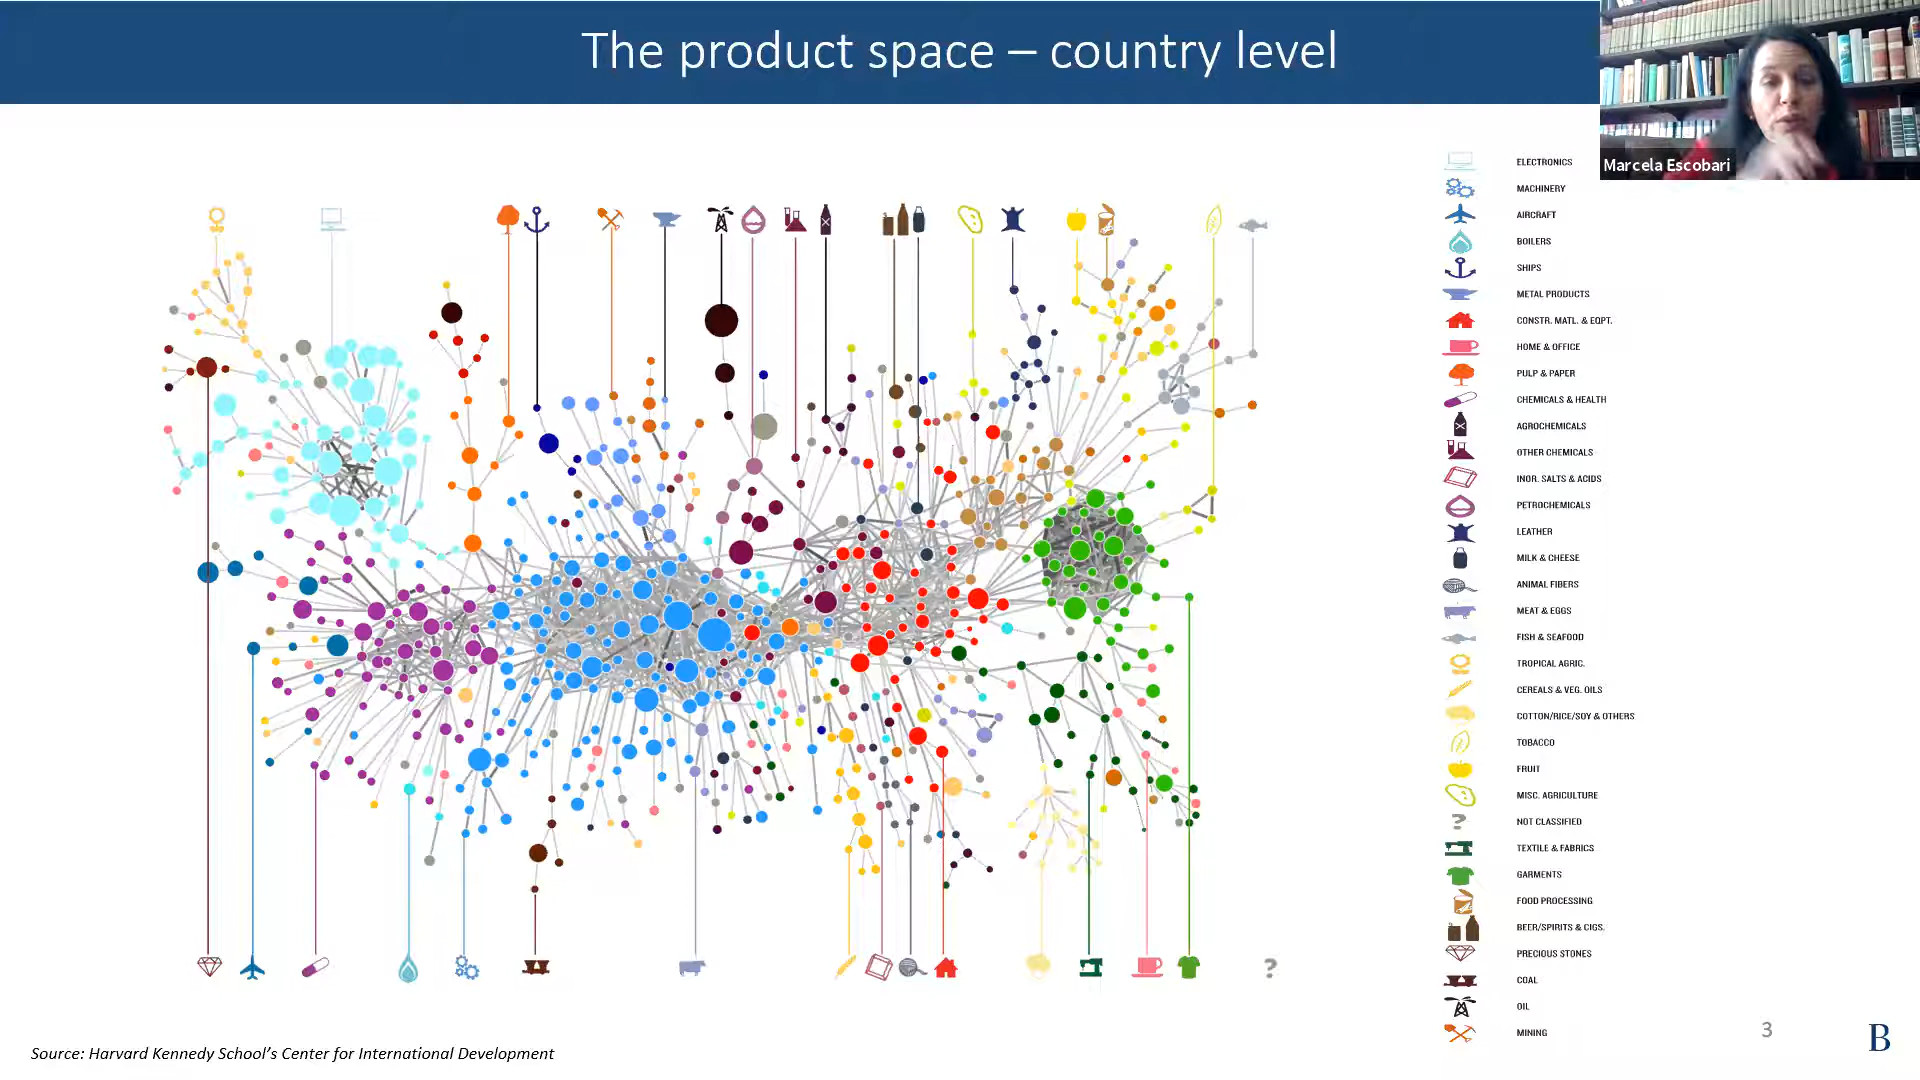 The product space – country level
Marcela Escobari
ELECTRONICS
MACHINERY
AIRCRAFT
BOILERS
SHIPS
METAL PRODUCTS
CONSTR. MATL. & EQPT.
HOME & OFFICE
PULP & PAPER
CHEMICALS & HEALTH
AGROCHEMICALS
OTHER CHEMICALS
INOR. SALTS & ACIDS
PETROCHEMICALS
LEATHER
MILK & CHEESE
ANIMAL FIBERS
MEAT & EGGS
FISH & SEAFOOD
TROPICAL AGRIC.
CEREALS & VEG. OILS
COTTON/RICE/SOY & OTHERS
TOBACCO
FRUIT
MISC. AGRICULTURE
? NOT CLASSIFIED
TEXTILE & FABRICS
GARMENTS
FOOD PROCESSING
BEER/SPIRITS & CIGS.
PRECIOUS STONES
COAL
OIL
MINING
?
3
B
Source: Harvard Kennedy School's Center for International Development